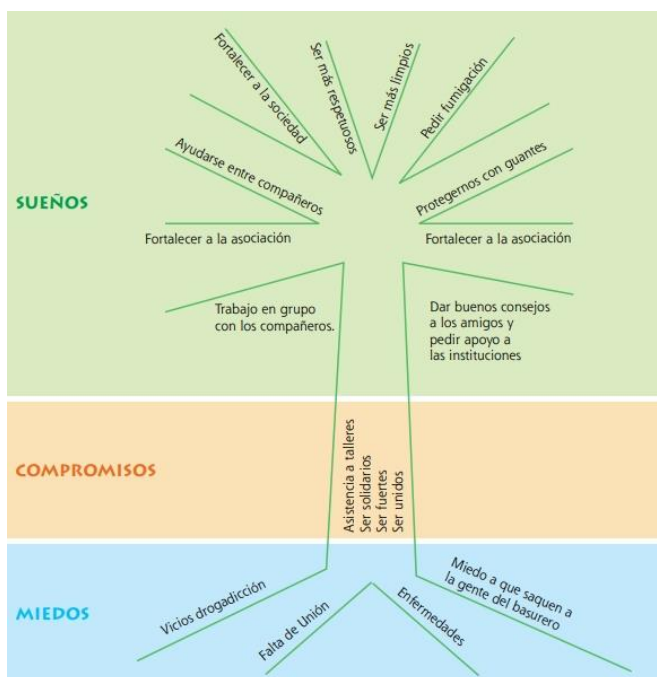 Fortalecer a la sociedad
Ser más respetuosos
Ser más limpios
Pedir fumigación
Ayudarse entre compañeros
Protegernos con guantes
SUEÑOS
Fortalecer a la asociación
Fortalecer a la asociación
Trabajo en grupo
con los compañeros.
Dar buenos consejos
a los amigos y
pedir apoyo a
las instituciones
COMPROMISOS
Asistencia a talleres
Ser solidarios
Ser fuertes
Ser unidos
MIEDOS
Vicios drogadicción
Falta de Unión
Enfermedades
Miedo a que saquen a
la gente del basurero